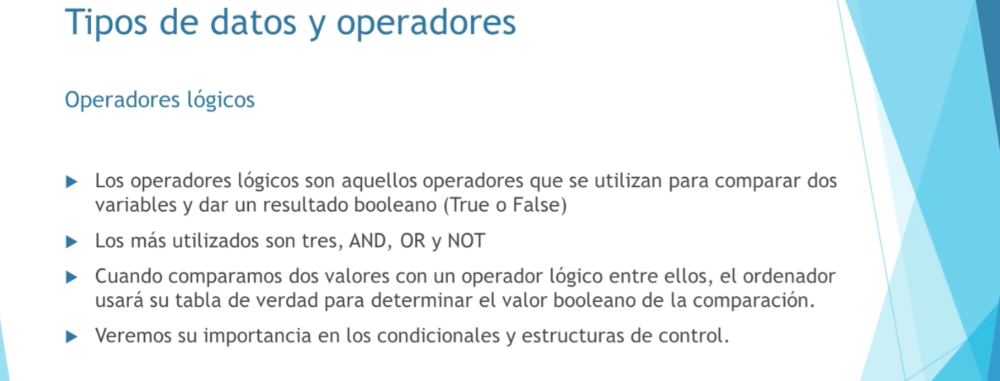 Tipos de datos y operadores
Operadores lógicos
Los operadores lógicos son aquellos operadores que se utilizan para comparar dos
variables y dar un resultado booleano (True o False)
Los más utilizados son tres, AND, OR y NOT
Cuando comparamos dos valores con un operador lógico entre ellos, el ordenador
usará su tabla de verdad para determinar el valor booleano de la comparación.
Veremos su importancia en los condicionales y estructuras de control.